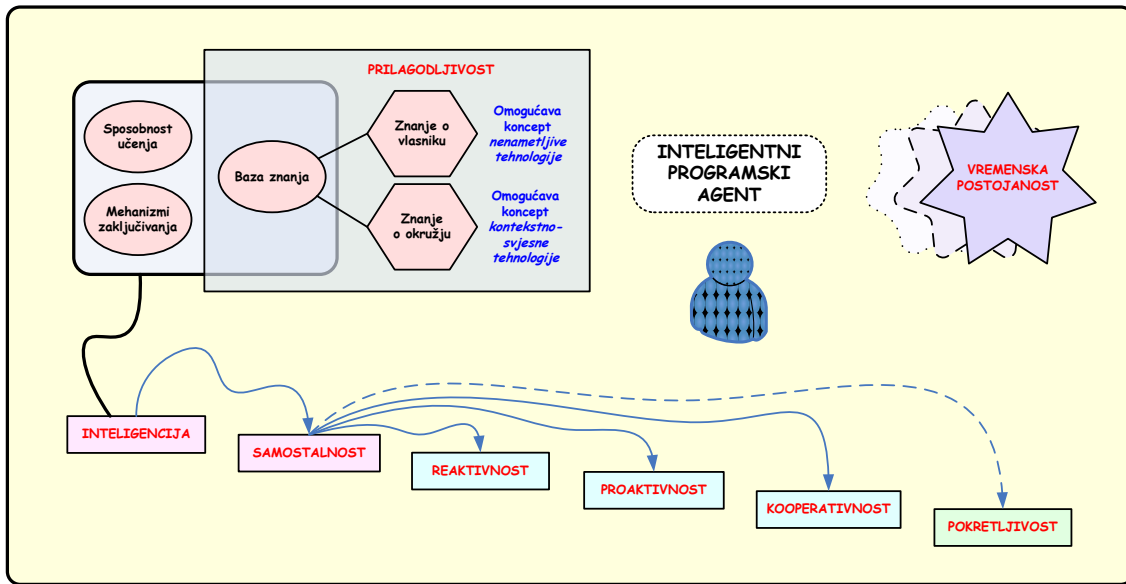 PRILAGODLJIVOST
Sposobnost
učenja
Mehanizmi
zaključivanja
Baza znanja
Znanje o
vlasniku
Znanje
o okružju
Omogućava
koncept
nenametljive
tehnologije
Omogućava
koncept
kontekstno-
svjesne
tehnologije
INTELIGENTNI
PROGRAMSKI
AGENT
VREMENSKA
POSTOJANOST
INTELIGENCIJA
SAMOSTALNOST
REAKTIVNOST
PROAKTIVNOST
KOOPERATIVNOST
POKRETLJIVOST